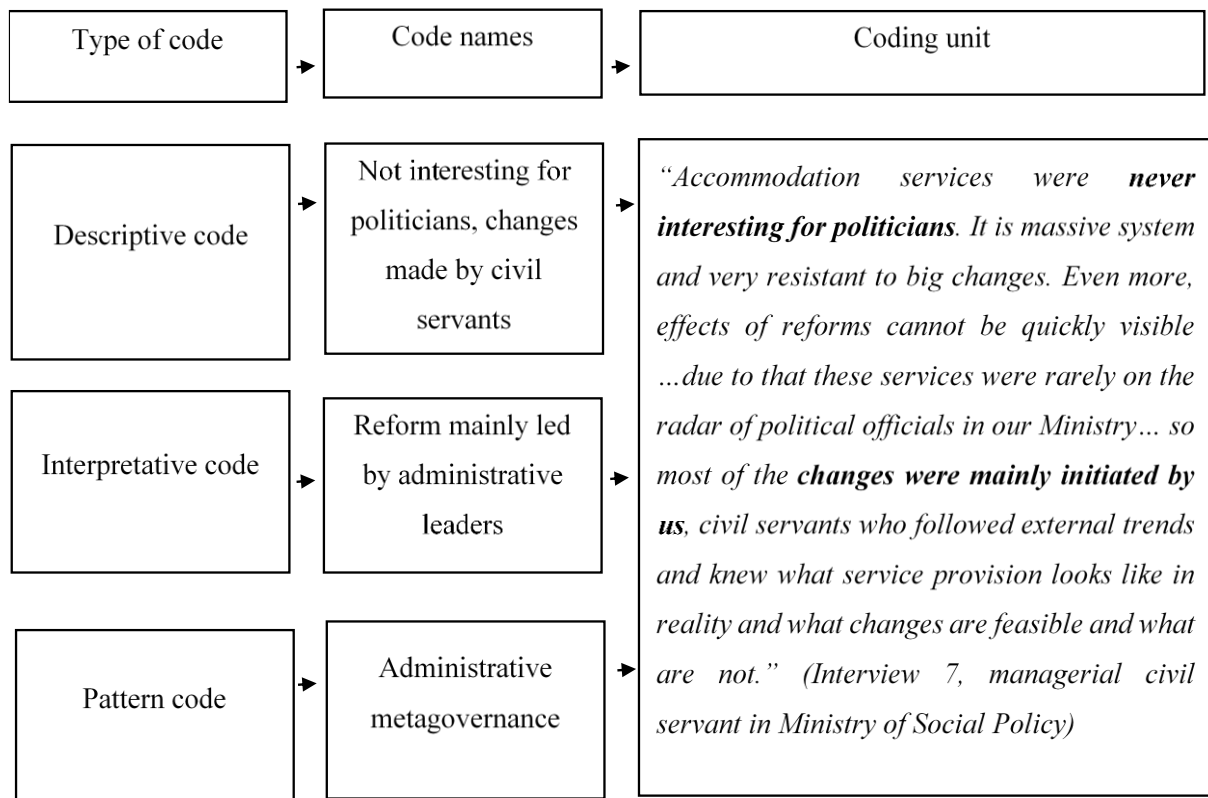 Type of code
Code names
Coding unit
Descriptive code
Not interesting for
politicians, changes
made by civil
servants
Interpretative code
Reform mainly led
by administrative
leaders
Pattern code
Administrative
metagovernance
“Accommodation services were never
interesting for politicians. It is massive system
and very resistant to big changes. Even more,
effects of reforms cannot be quickly visible
…due to that these services were rarely on the
radar of political officials in our Ministry… so
most of the changes were mainly initiated by
us, civil servants who followed external trends
and knew what service provision looks like in
reality and what changes are feasible and what
are not.” (Interview 7, managerial civil
servant in Ministry of Social Policy)